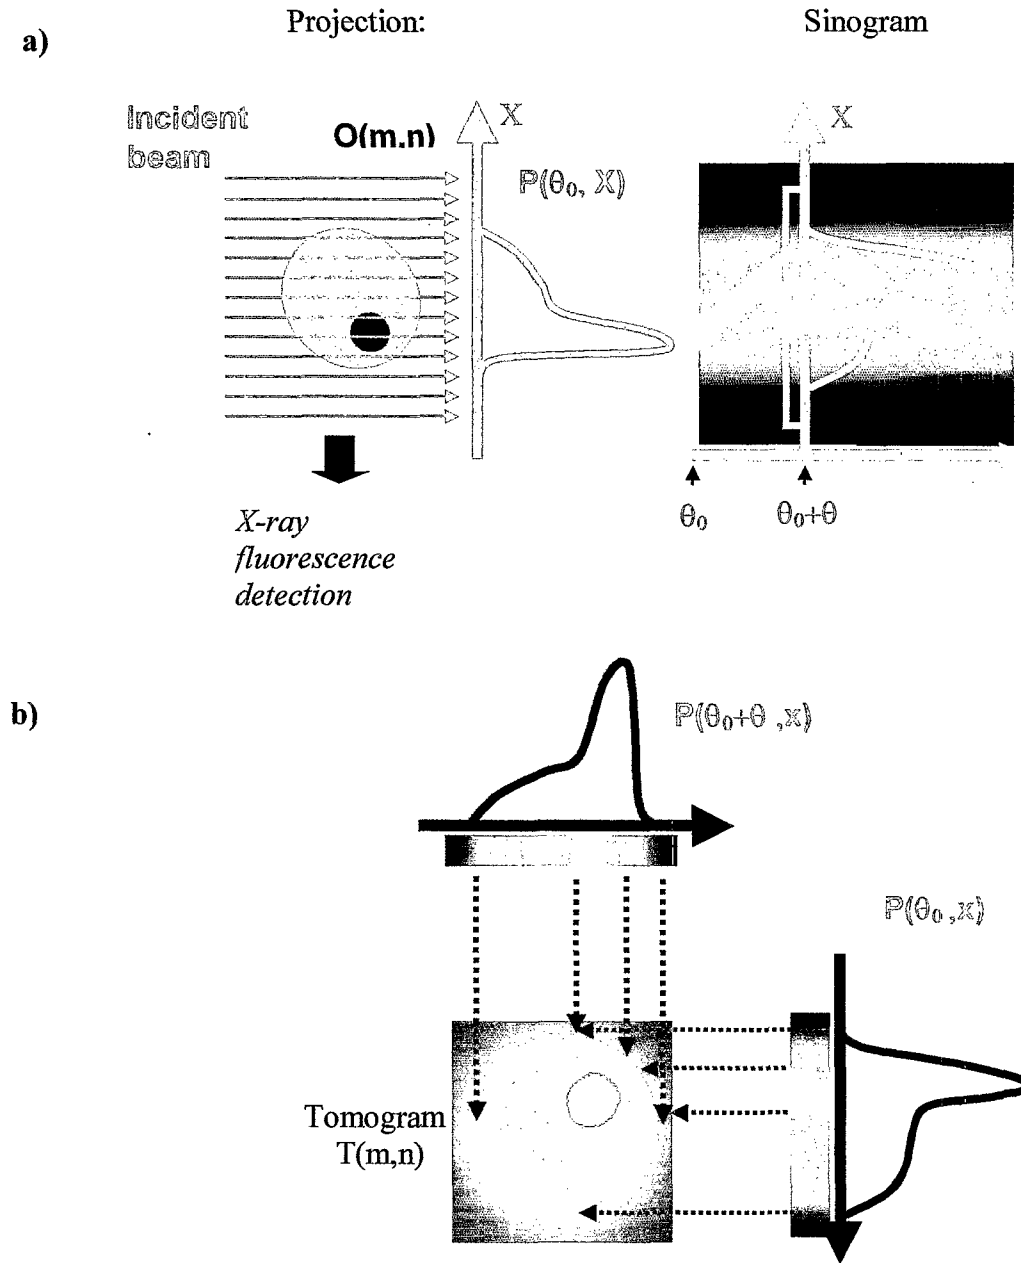 a)
Projection:
Sinogram
Incident
beam
O(m.n)
X
P(θ₀, X)
X
θ₀
θ₀+θ
X-ray
fluorescence
detection
b)
P(θ₀+θ ,x)
P(θ₀ ,x)
Tomogram
T(m,n)